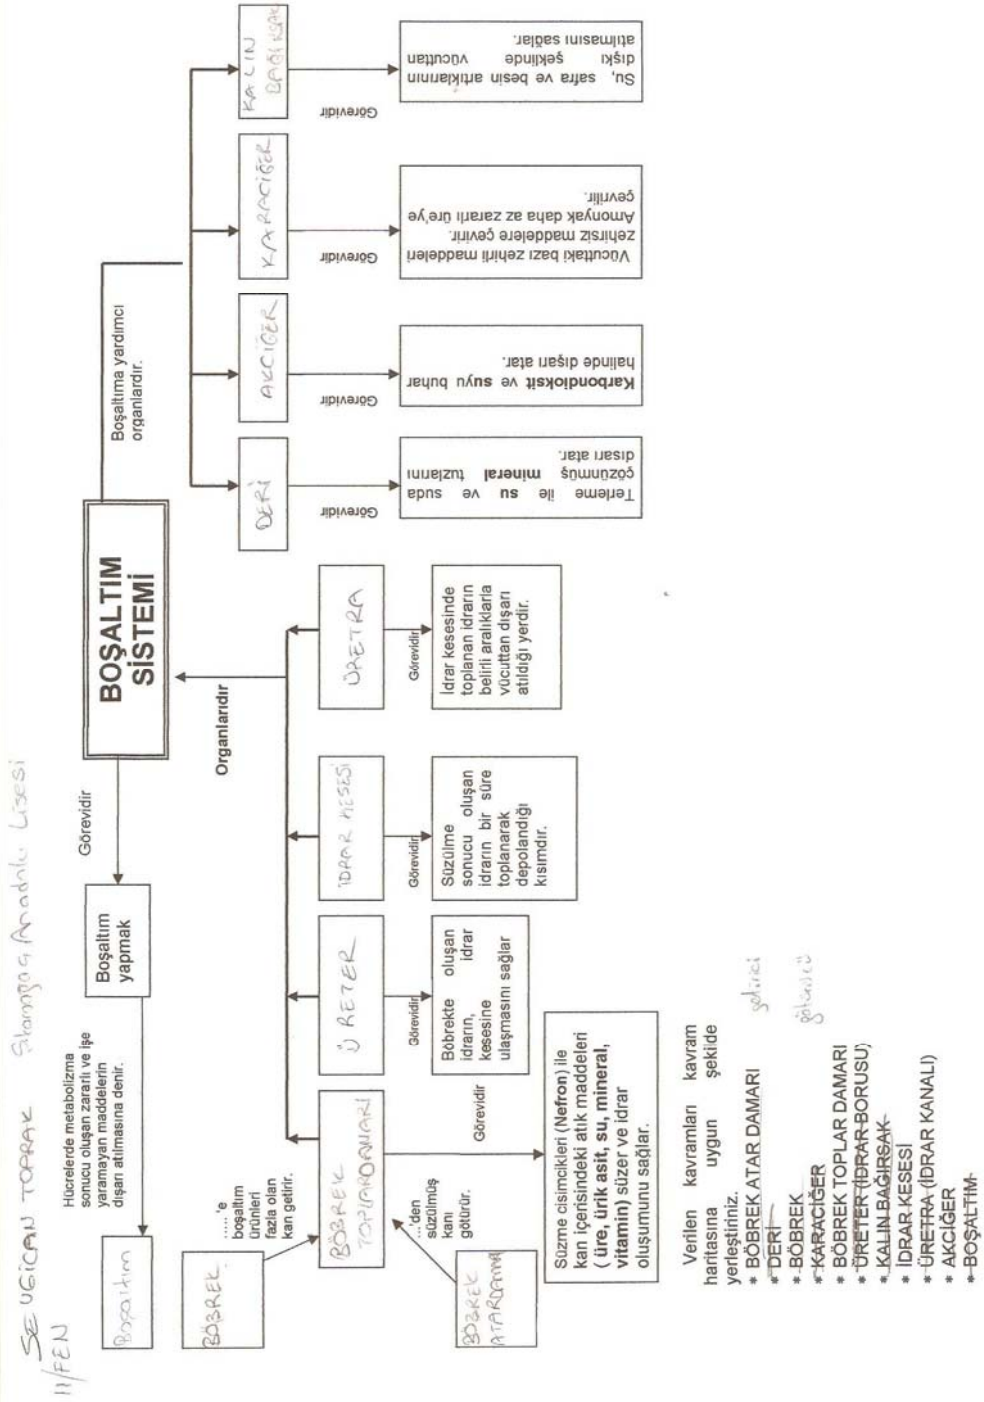 SEVGİCAN TOPRAK
11/FEN
Anadolu Lisesi
BOŞALTIM
SİSTEMİ
Görevidir
Boşaltım
yapmak
Hücrelerde metabolizma
sonucu oluşan zararlı ve işe
yaramayan maddelerin
dışarı atılmasına denir.
Boşaltım
Boşaltıma yardımcı
organlardır.
Organlarıdır
BÖBREK
.....'e
boşaltım
ürünleri
fazla olan
kan getirir.
BÖBREK
TOPLARDAMARI
BÖBREK
ATARDAMARI
...'den
süzülmüş
kanı
götürür.
Görevidir
Süzme cisimcikleri (Nefron) ile
kan içerisindeki atık maddeleri
( üre, ürik asit, su, mineral,
vitamin) süzer ve idrar
oluşumunu sağlar.
ÜRETER
Görevidir
Böbrekte oluşan
idrarın, idrar
kesesine
ulaşmasını sağlar
İDRAR KESESİ
Görevidir
Süzülme
sonucu oluşan
idrarın bir süre
toplanarak
depolandığı
kısımdır.
ÜRETRA
Görevidir
İdrar kesesinde
toplanan idrarın
belirli aralıklarla
vücuttan dışarı
atıldığı yerdir.
DERİ
Görevidir
Terleme ile su ve suda
çözünmüş mineral tuzlarını
dışarı atar.
AKCİĞER
Görevidir
Karbondioksit ve suyu buhar
halinde dışarı atar.
KARACİĞER
Görevidir
Vücuttaki bazı zehirli maddeleri
zehirsiz maddelere çevirir.
Amonyak daha az zararlı üre'ye
çevrilir.
KALIN
BAĞIRSAK
Görevidir
Su, safra ve besin artıklarının
dışkı şeklinde vücuttan
atılmasını sağlar.
Verilen kavramları kavram
haritasına uygun şekide
yerleştiriniz.
* BÖBREK ATAR DAMARI getirici
* DERİ
* BÖBREK
* KARACİĞER
* BÖBREK TOPLAR DAMARI götürücü
* ÜRETER (İDRAR BORUSU)
* KALIN BAĞIRSAK
* İDRAR KESESİ
* ÜRETRA (İDRAR KANALI)
* AKCİĞER
* BOŞALTIM